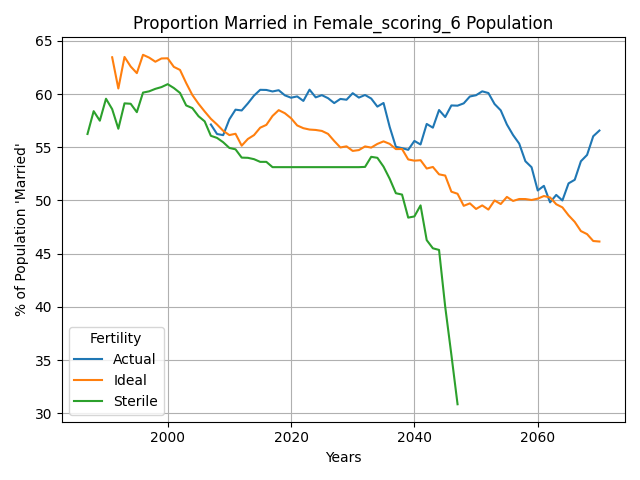 Proportion Married in Female_scoring_6 Population
% of Population 'Married'
65
60
55
50
45
40
35
30
Fertility
Actual
Ideal
Sterile
2000
2020
2040
2060
Years